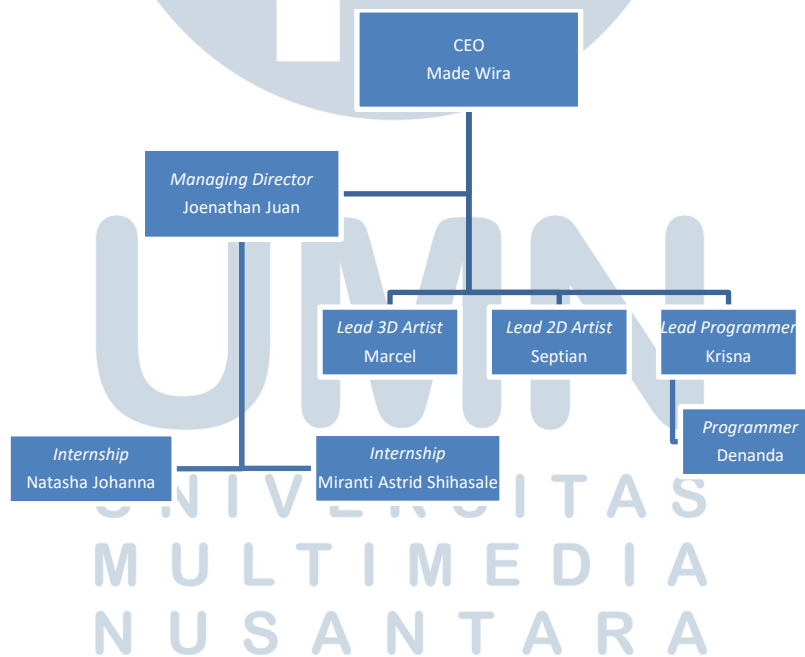 CEO
Made Wira
Managing Director
Joenathan Juan
Lead 3D Artist
Marcel
Lead 2D Artist
Septian
Lead Programmer
Krisna
Programmer
Denanda
Internship
Natasha Johanna
Internship
Miranti Astrid Shihasale
UMN
UNIVERSITAS
MULTIMEDIA
NUSANTARA